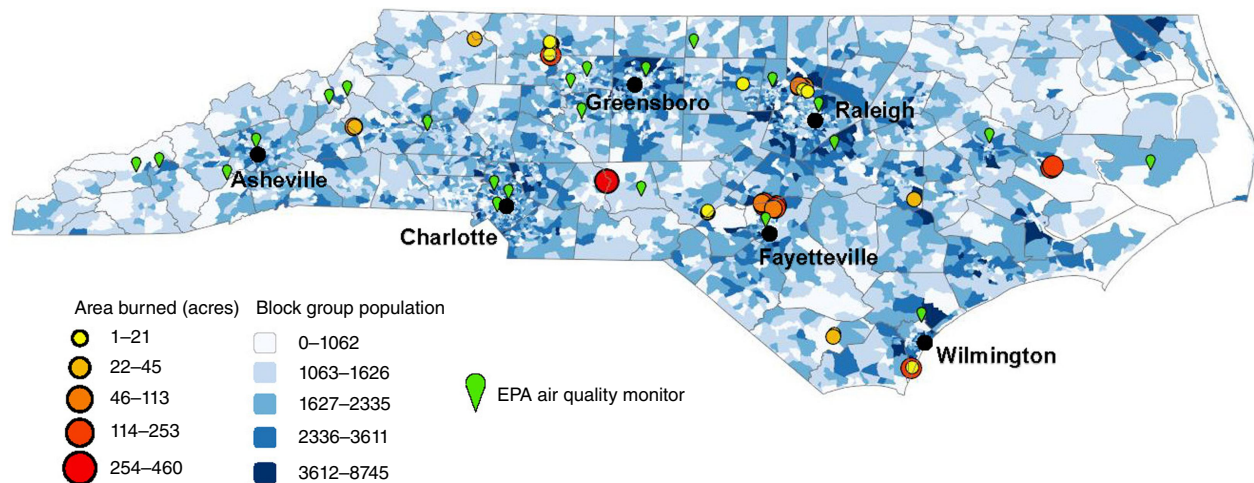 Greensboro
Raleigh
Asheville
Charlotte
Fayetteville
Wilmington
Area burned (acres)
1–21
22–45
46–113
114–253
254–460
Block group population
0–1062
1063–1626
1627–2335
2336–3611
3612–8745
EPA air quality monitor